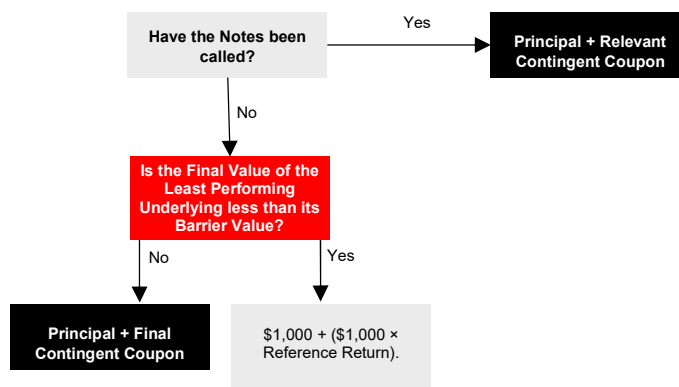 Have the Notes been
called?
Yes
Principal + Relevant
Contingent Coupon
No
Is the Final Value of the
Least Performing
Underlying less than its
Barrier Value?
No
Yes
Principal + Final
Contingent Coupon
$1,000 + ($1,000 ×
Reference Return).